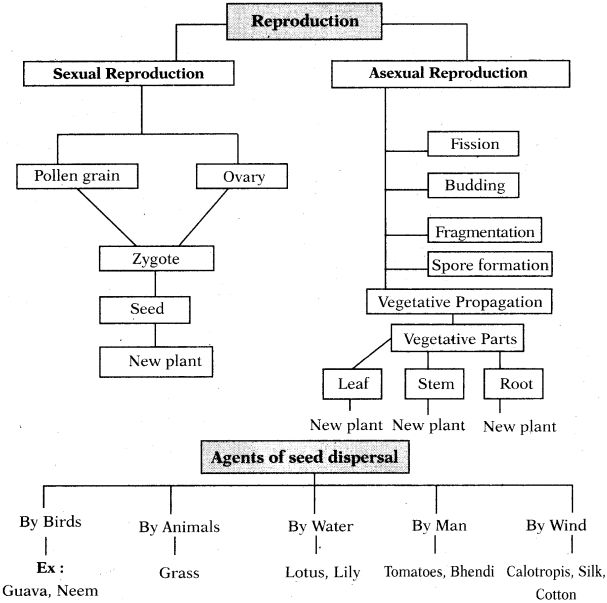 Reproduction
Sexual Reproduction
Asexual Reproduction
Pollen grain
Ovary
Zygote
Seed
New plant
Fission
Budding
Fragmentation
Spore formation
Vegetative Propagation
Vegetative Parts
Leaf
Stem
Root
New plant
New plant
New plant
Agents of seed dispersal
By Birds
By Animals
By Water
By Man
By Wind
Ex :
Guava, Neem
Grass
Lotus, Lily
Tomatoes, Bhendi
Calotropis, Silk,
Cotton